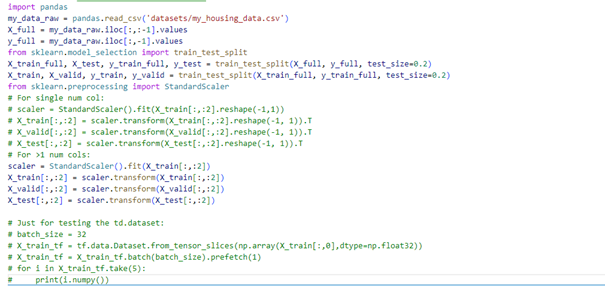 import pandas
my_data_raw = pandas.read_csv('datasets/my_housing_data.csv')
X_full = my_data_raw.iloc[:,:-1].values
y_full = my_data_raw.iloc[:,-1].values
from sklearn.model_selection import train_test_split
X_train_full, X_test, y_train_full, y_test = train_test_split(X_full, y_full, test_size=0.2)
X_train, X_valid, y_train, y_valid = train_test_split(X_train_full, y_train_full, test_size=0.2)
from sklearn.preprocessing import StandardScaler
# For single num col:
# scaler = StandardScaler().fit(X_train[:,:2].reshape(-1,1))
# X_train[:,:2] = scaler.transform(X_train[:,:2].reshape(-1, 1)).T
# X_valid[:,:2] = scaler.transform(X_valid[:,:2].reshape(-1, 1)).T
# X_test[:,:2] = scaler.transform(X_test[:,:2].reshape(-1, 1)).T
# For >1 num cols:
scaler = StandardScaler().fit(X_train[:,:2])
X_train[:,:2] = scaler.transform(X_train[:,:2])
X_valid[:,:2] = scaler.transform(X_valid[:,:2])
X_test[:,:2] = scaler.transform(X_test[:,:2])
# Just for testing the td.dataset:
# batch_size = 32
# X_train_tf = tf.data.Dataset.from_tensor_slices(np.array(X_train[:,0],dtype=np.float32))
# X_train_tf = X_train_tf.batch(batch_size).prefetch(1)
# for i in X_train_tf.take(5):
#     print(i.numpy())